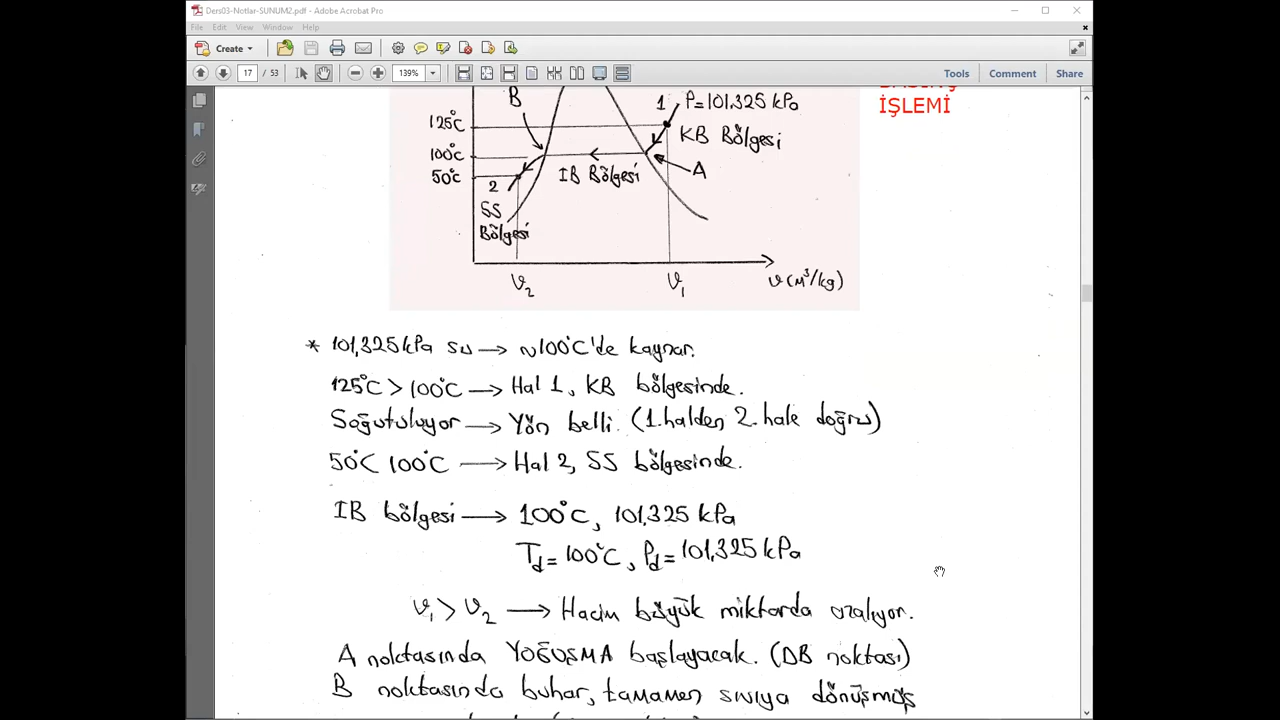 Ders03-Notlar-SUNUM2.pdf - Adobe Acrobat Pro
File Edit View Window Help
Create
17 / 53 139% Tools Comment Share
İŞLEMİ
B 1 P=101,325 kPa
125°C KB Bölgesi
100°C
50°C IB Bölgesi A
2
SS
Bölgesi
v2 v1 v(m³/kg)
* 101,325 kPa su → ~100°C'de kaynar.
125°C > 100°C → Hal 1, KB bölgesinde.
Soğutuluyor → Yön belli. (1.halden 2.hale doğru)
50°C 100°C → Hal 2, SS bölgesinde.
IB bölgesi → 100°C, 101,325 kPa
Td = 100°C, Pd = 101,325 kPa
v1 > v2 → Hacim büyük miktarda azalıyor.
A noktasında YOĞUŞMA başlayacak. (DB noktası)
B noktasında buhar, tamamen sıvıya dönüşmüş